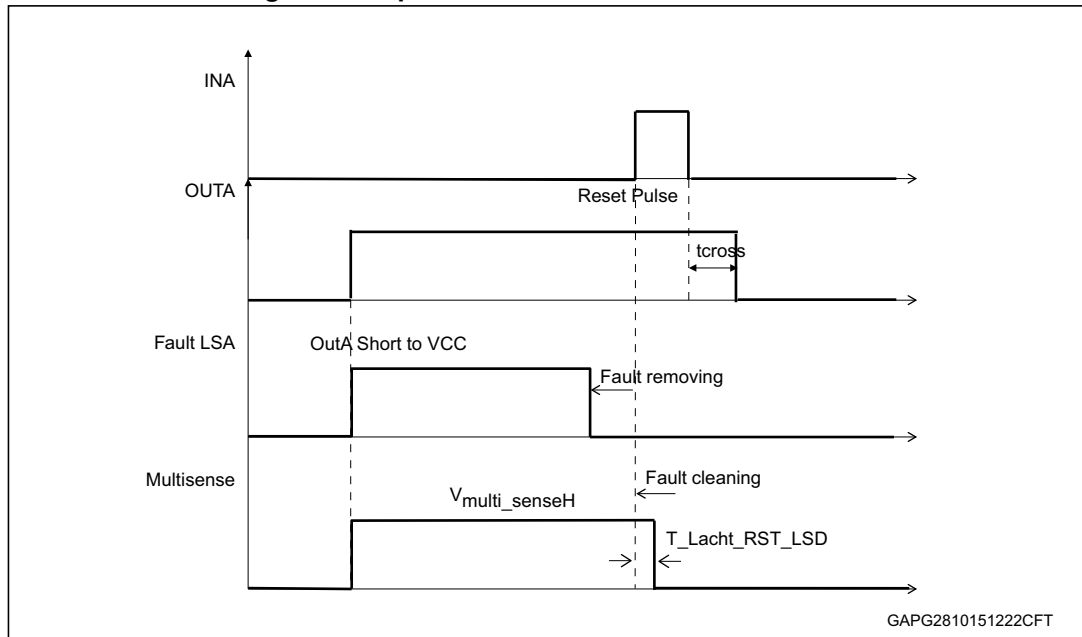 INA
OUTA
Reset Pulse
tcross
Fault LSA
OutA Short to VCC
Fault removing
Multisense
Fault cleaning
Vmulti_senseH
T_Lacht_RST_LSD
GAPG2810151222CFT